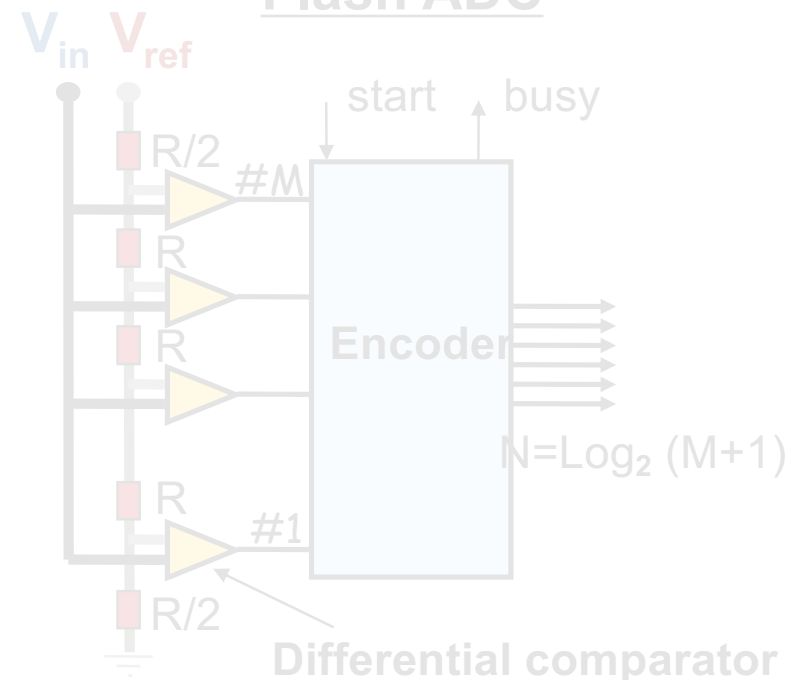 Flash ADC
Vin Vref
start busy
R/2
#M
R
R
Encoder
N=Log2 (M+1)
R
#1
R/2
Differential comparator